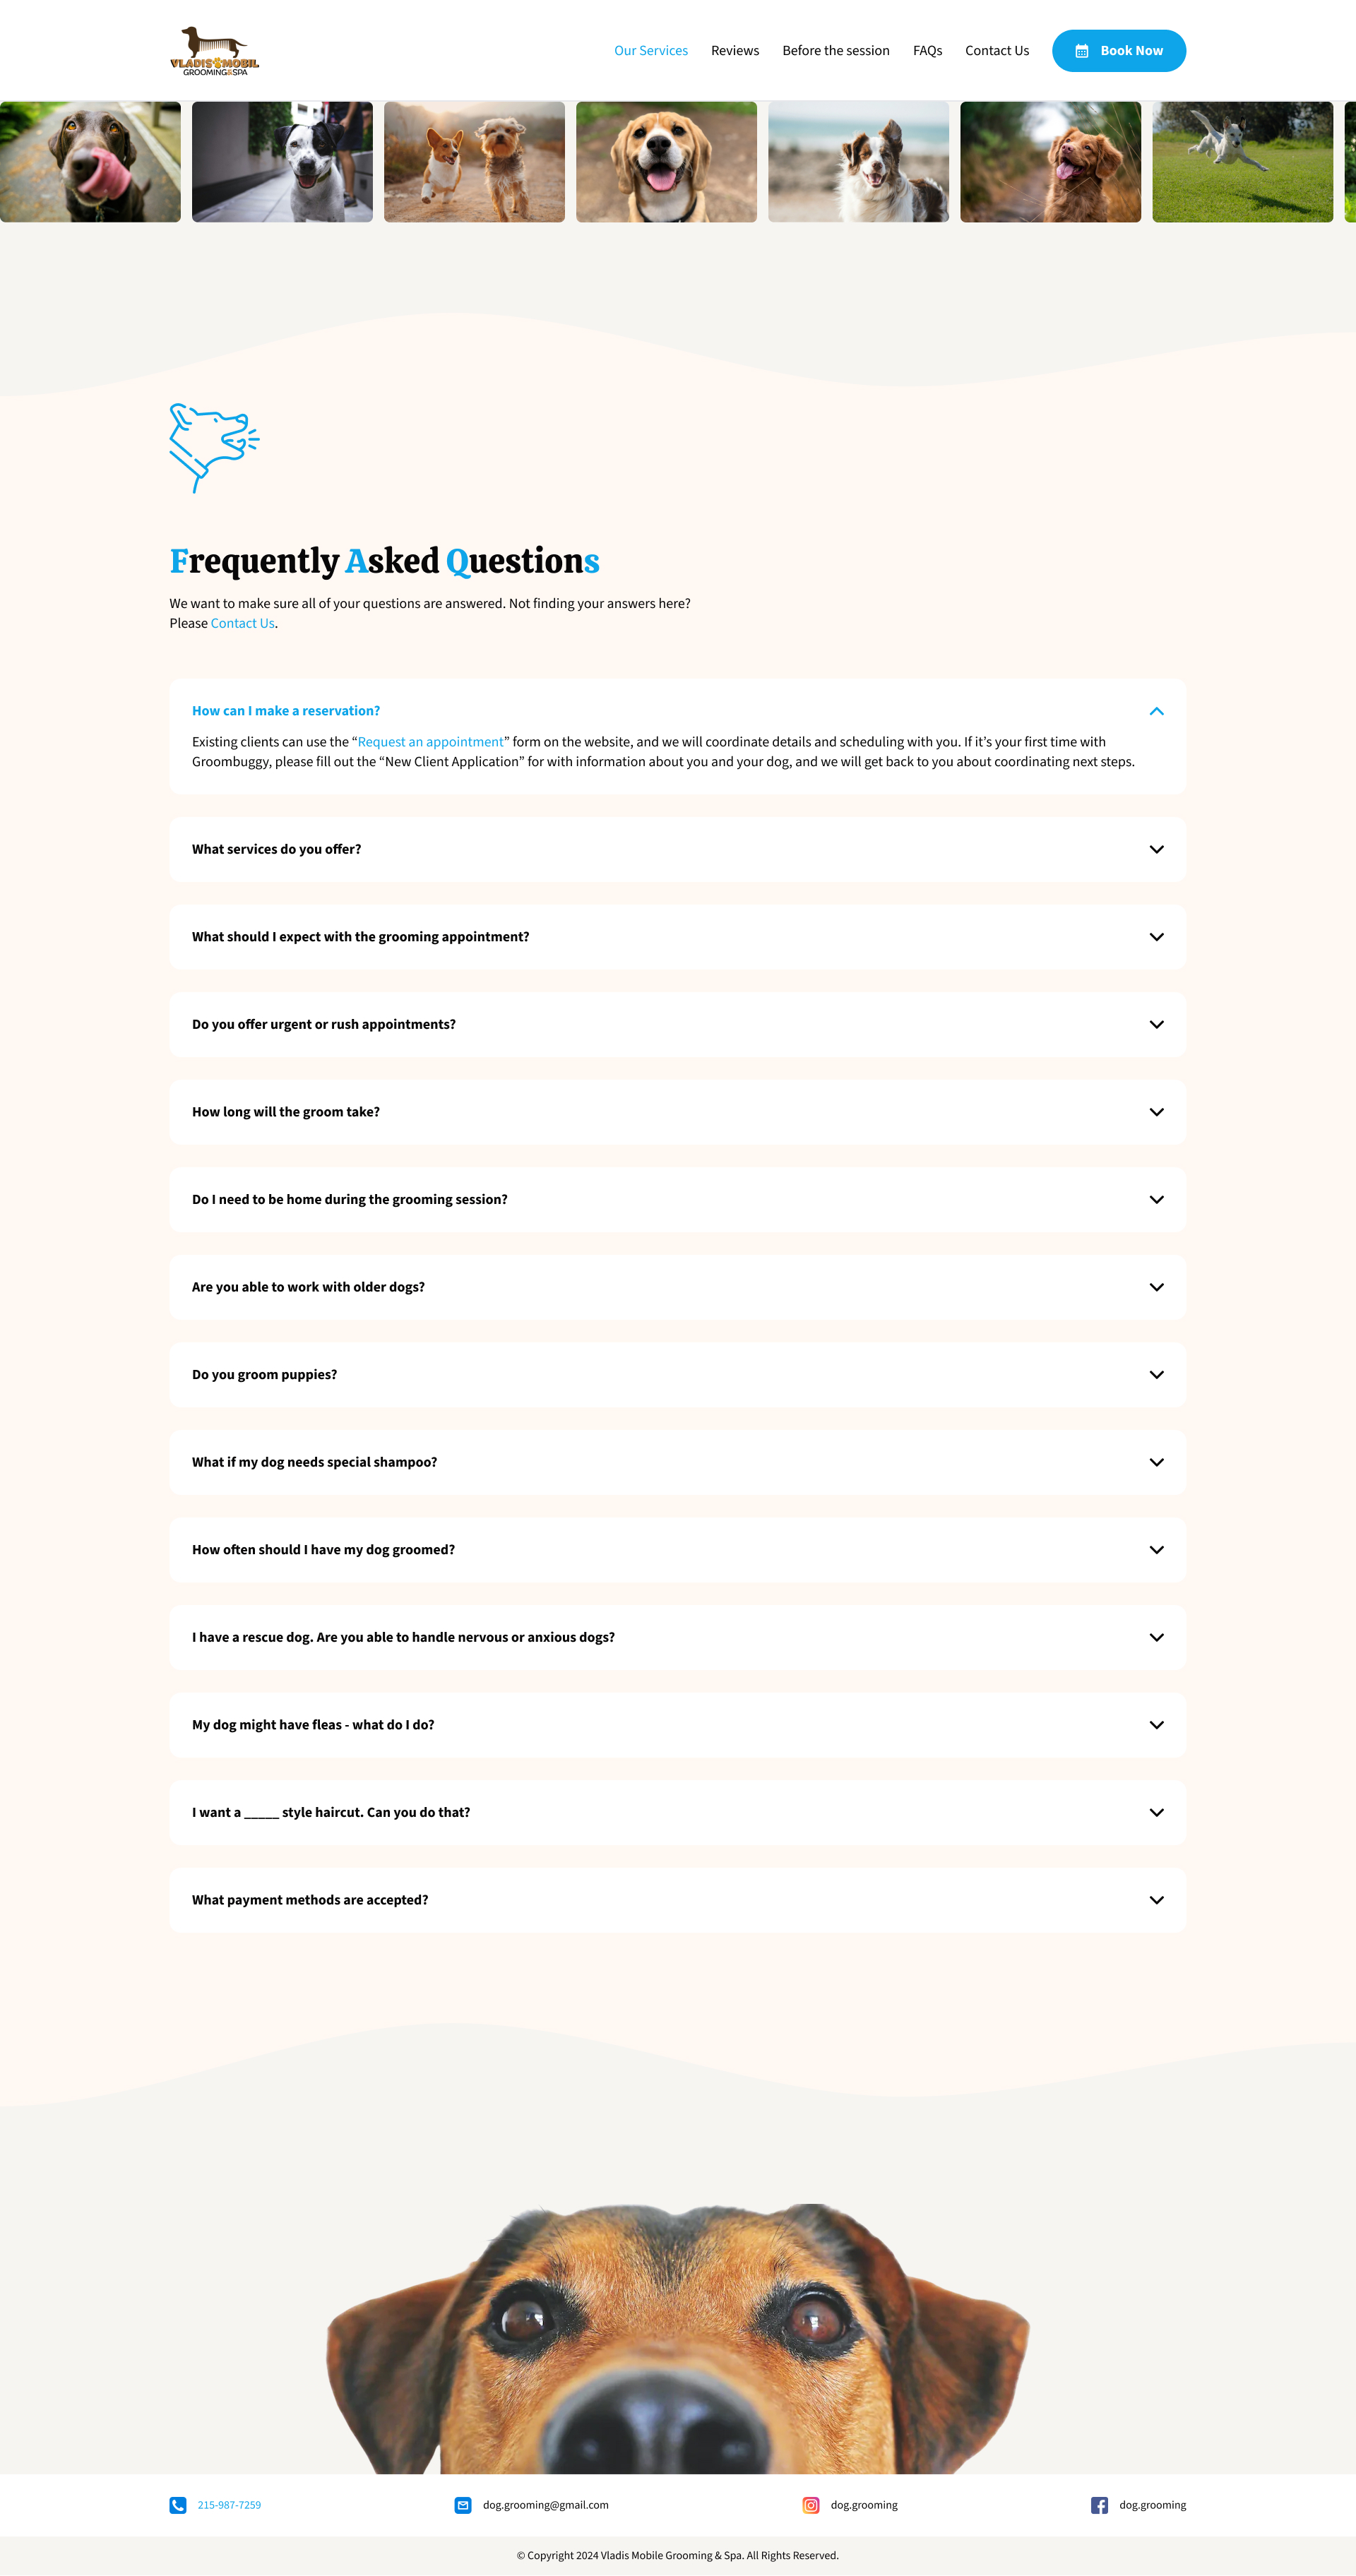 VLADIS MOBIL
GROOMING&SPA
Our Services
Reviews
Before the session
FAQs
Contact Us
Book Now
Frequently Asked Questions
We want to make sure all of your questions are answered. Not finding your answers here?
Please Contact Us.
How can I make a reservation?
Existing clients can use the “Request an appointment” form on the website, and we will coordinate details and scheduling with you. If it’s your first time with
Groombuggy, please fill out the “New Client Application” for with information about you and your dog, and we will get back to you about coordinating next steps.
What services do you offer?
What should I expect with the grooming appointment?
Do you offer urgent or rush appointments?
How long will the groom take?
Do I need to be home during the grooming session?
Are you able to work with older dogs?
Do you groom puppies?
What if my dog needs special shampoo?
How often should I have my dog groomed?
I have a rescue dog. Are you able to handle nervous or anxious dogs?
My dog might have fleas - what do I do?
I want a _____ style haircut. Can you do that?
What payment methods are accepted?
215-987-7259
dog.grooming@gmail.com
dog.grooming
dog.grooming
© Copyright 2024 Vladis Mobile Grooming & Spa. All Rights Reserved.